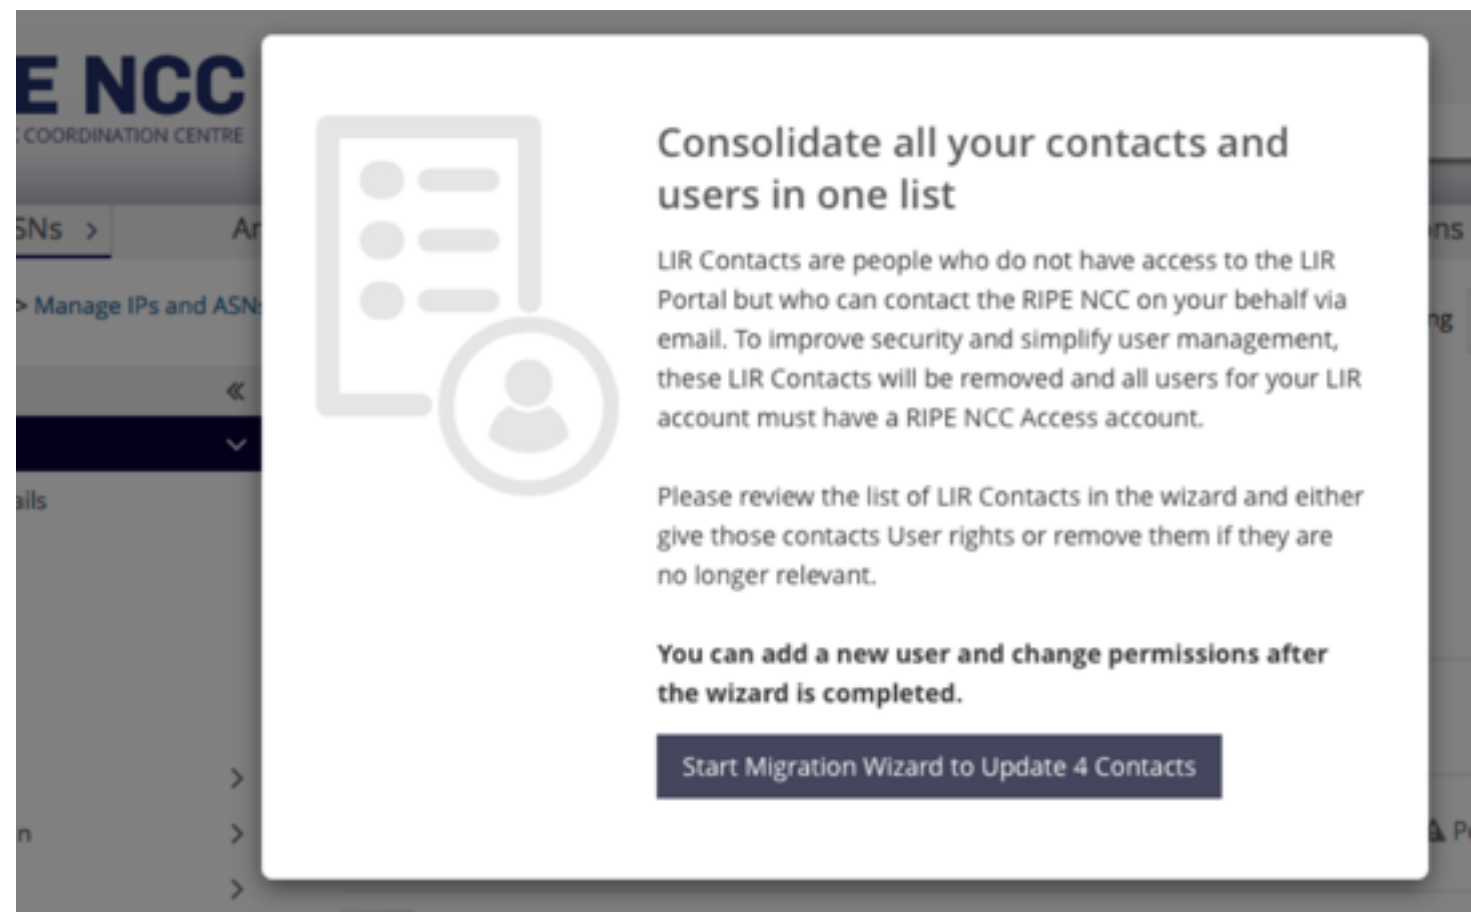 E NCC
COORDINATION CENTRE
SNs >
Ar
ons
> Manage IPs and ASNs
ng
ails
n
Consolidate all your contacts and
users in one list
LIR Contacts are people who do not have access to the LIR
Portal but who can contact the RIPE NCC on your behalf via
email. To improve security and simplify user management,
these LIR Contacts will be removed and all users for your LIR
account must have a RIPE NCC Access account.
Please review the list of LIR Contacts in the wizard and either
give those contacts User rights or remove them if they are
no longer relevant.
You can add a new user and change permissions after
the wizard is completed.
Start Migration Wizard to Update 4 Contacts